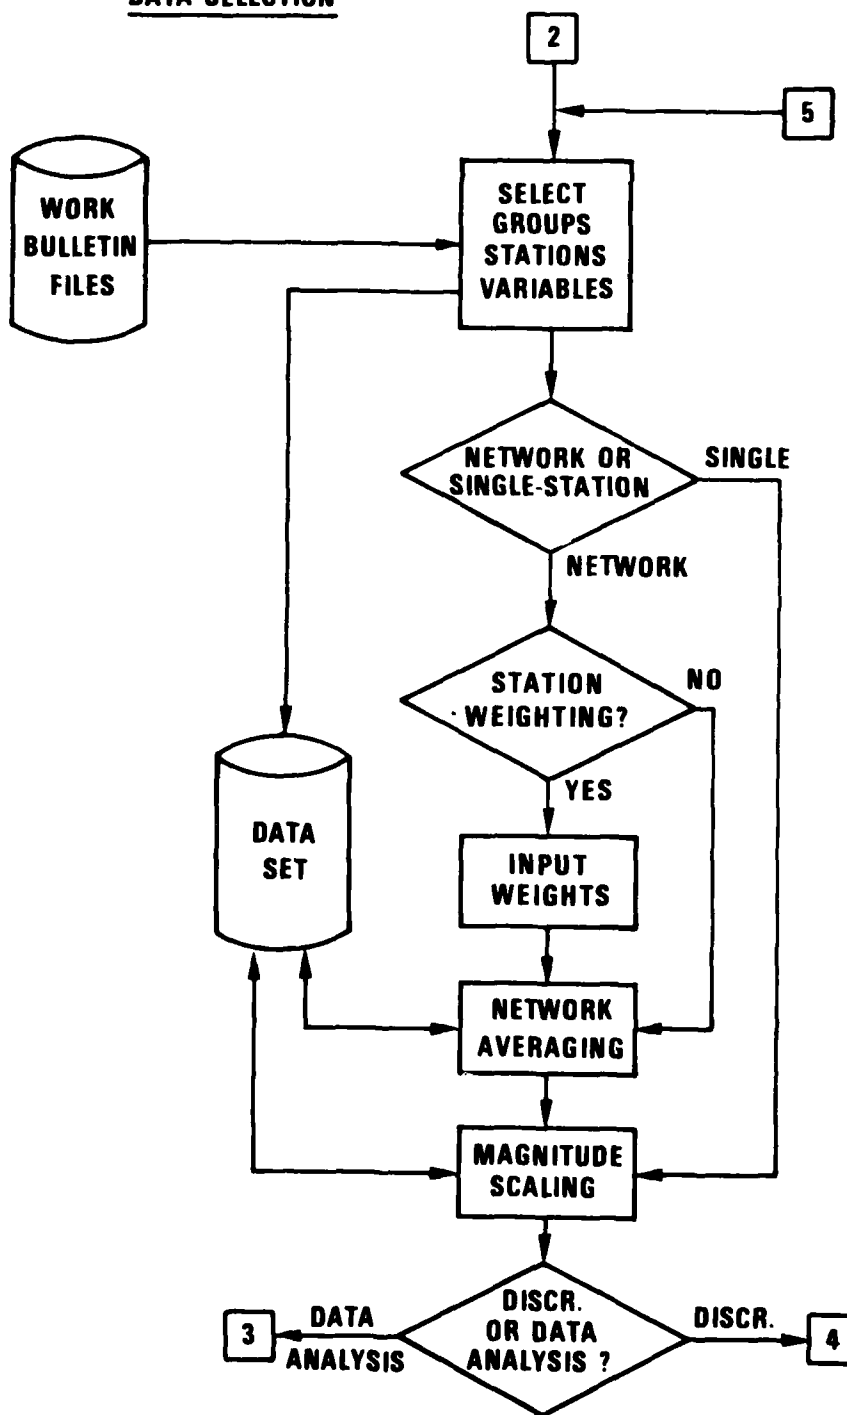 DATA SELECTION
2
5
WORK
BULLETIN
FILES
SELECT
GROUPS
STATIONS
VARIABLES
NETWORK OR
SINGLE-STATION
SINGLE
NETWORK
STATION
WEIGHTING?
NO
YES
DATA
SET
INPUT
WEIGHTS
NETWORK
AVERAGING
MAGNITUDE
SCALING
DISCR.
OR DATA
ANALYSIS ?
3
DATA
ANALYSIS
DISCR.
4